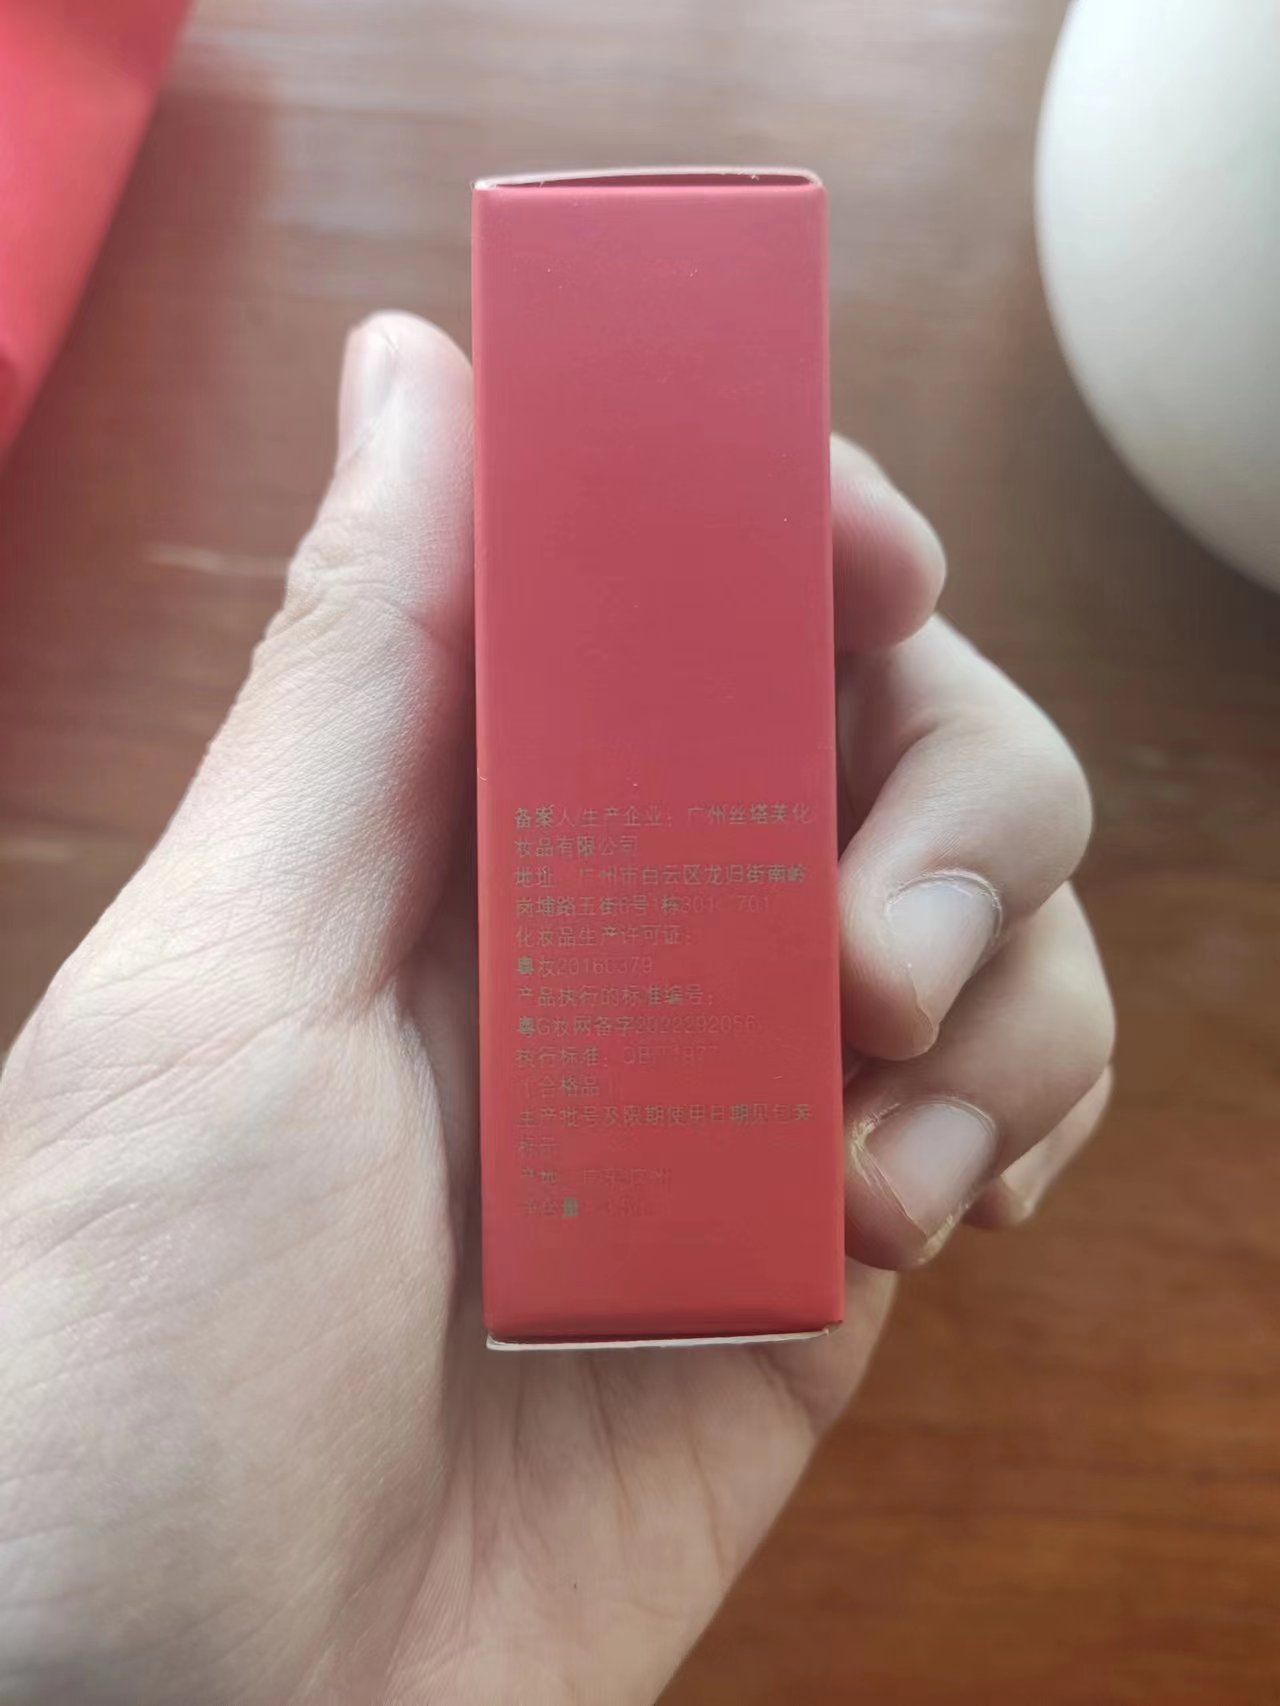 备案人/生产企业：广州丝塔芙化
妆品有限公司
地址：广州市白云区龙归街南岭
岗埔路五街6号1栋301
化妆品生产许可证：
粤妆20160379
产品执行的标准编号：
粤G妆网备字2022292056
执行标准：QB/T1977
（合格品）
生产批号及限期使用日期见包装
标示
产地：广东广州
净含量：